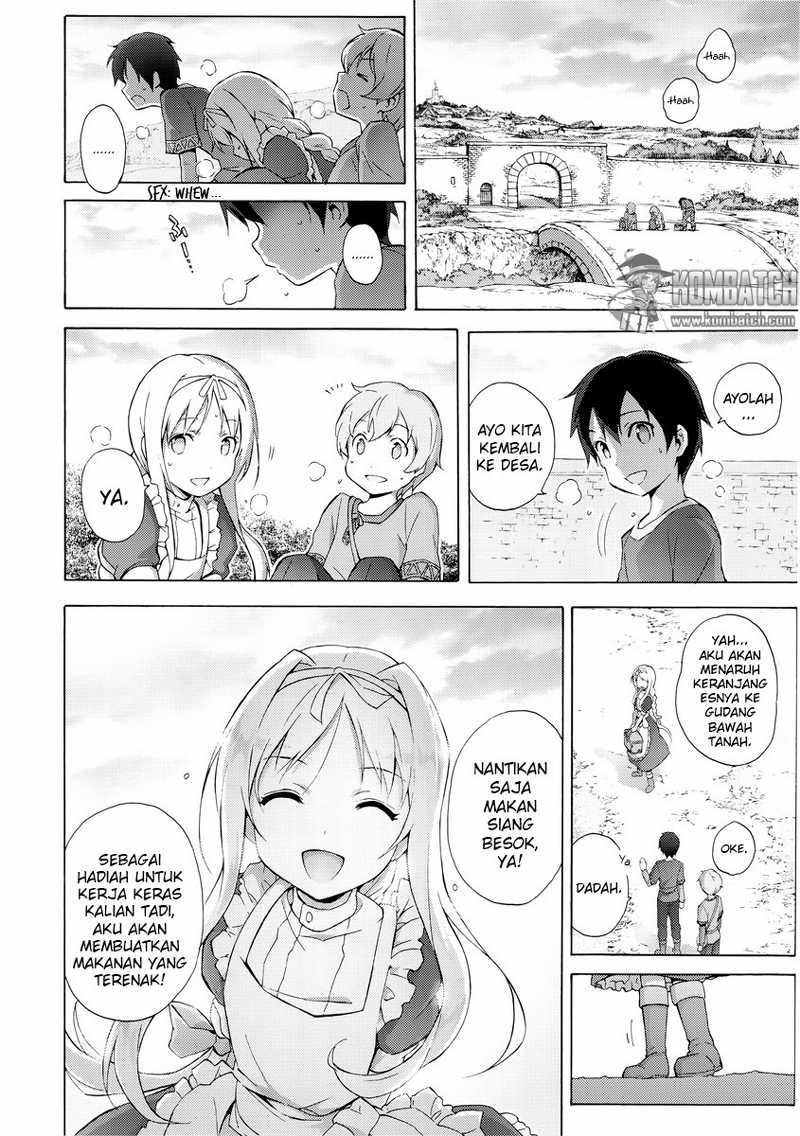 Haah
Haah
KOMBATCH
www.kombatch.com
.......
SFX: WHEW...
.......
AYOLAH
...
AYO KITA
KEMBALI
KE DESA.
YA.
YAH...
AKU AKAN
MENARUH
KERANJANG
ESNYA KE
GUDANG
BAWAH
TANAH.
OKE.
Ya
DADAH.
NANTIKAN
SAJA
MAKAN
SIANG
BESOK,
YA!
SEBAGAI
HADIAH UNTUK
KERJA KERAS
KALIAN TADI,
AKU AKAN
MEMBUATKAN
MAKANAN YANG
TERENAK!